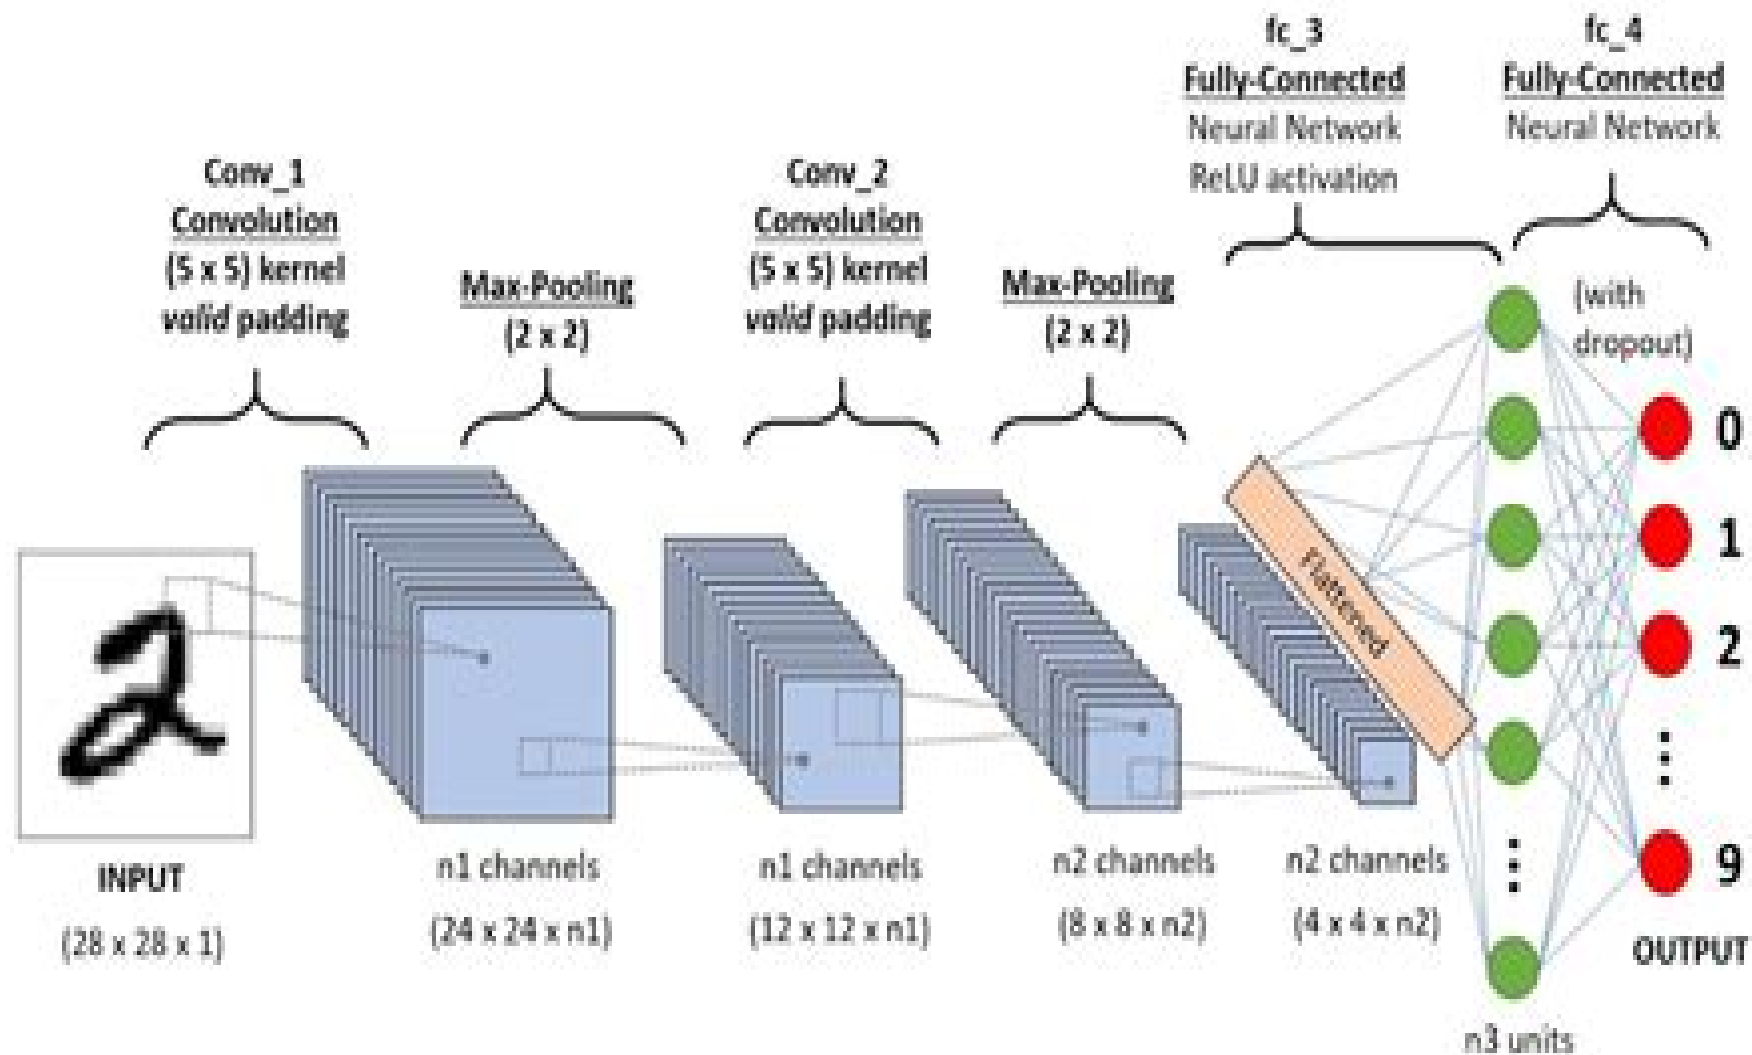 Conv_1
Convolution
(5 x 5) kernel
valid padding
Max-Pooling
(2 x 2)
Conv_2
Convolution
(5 x 5) kernel
valid padding
Max-Pooling
(2 x 2)
fc_3
Fully-Connected
Neural Network
ReLU activation
fc_4
Fully-Connected
Neural Network
(with
dropout)
Flattened
0
1
2
9
INPUT
(28 x 28 x 1)
n1 channels
(24 x 24 x n1)
n1 channels
(12 x 12 x n1)
n2 channels
(8 x 8 x n2)
n2 channels
(4 x 4 x n2)
OUTPUT
n3 units